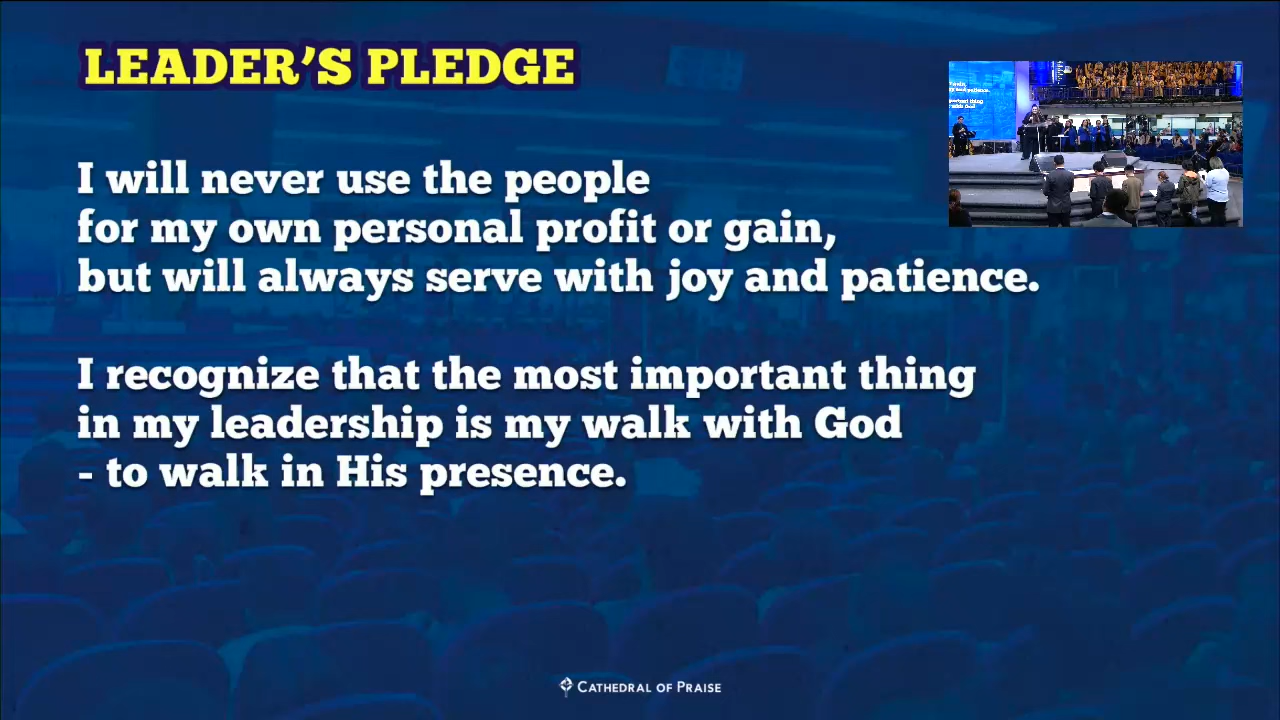 LEADER'S PLEDGE
I will never use the people
for my own personal profit or gain,
but will always serve with joy and patience.
I recognize that the most important thing
in my leadership is my walk with God
- to walk in His presence.
CATHEDRAL OF PRAISE